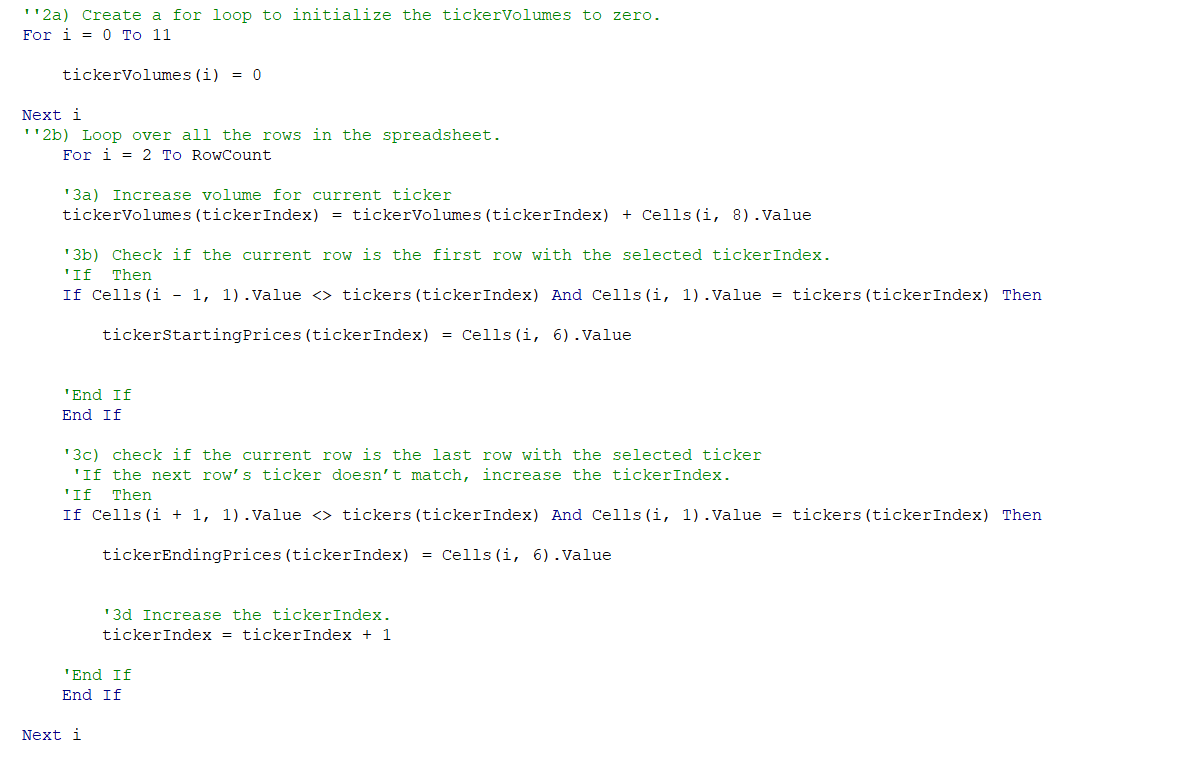 ''2a) Create a for loop to initialize the tickerVolumes to zero.
For i = 0 To 11
tickerVolumes(i) = 0
Next i
''2b) Loop over all the rows in the spreadsheet.
For i = 2 To RowCount
'3a) Increase volume for current ticker
tickerVolumes(tickerIndex) = tickerVolumes(tickerIndex) + Cells(i, 8).Value
'3b) Check if the current row is the first row with the selected tickerIndex.
'If  Then
If Cells(i - 1, 1).Value <> tickers(tickerIndex) And Cells(i, 1).Value = tickers(tickerIndex) Then
tickerStartingPrices(tickerIndex) = Cells(i, 6).Value
'End If
End If
'3c) check if the current row is the last row with the selected ticker
'If the next row’s ticker doesn’t match, increase the tickerIndex.
'If  Then
If Cells(i + 1, 1).Value <> tickers(tickerIndex) And Cells(i, 1).Value = tickers(tickerIndex) Then
tickerEndingPrices(tickerIndex) = Cells(i, 6).Value
'3d Increase the tickerIndex.
tickerIndex = tickerIndex + 1
'End If
End If
Next i